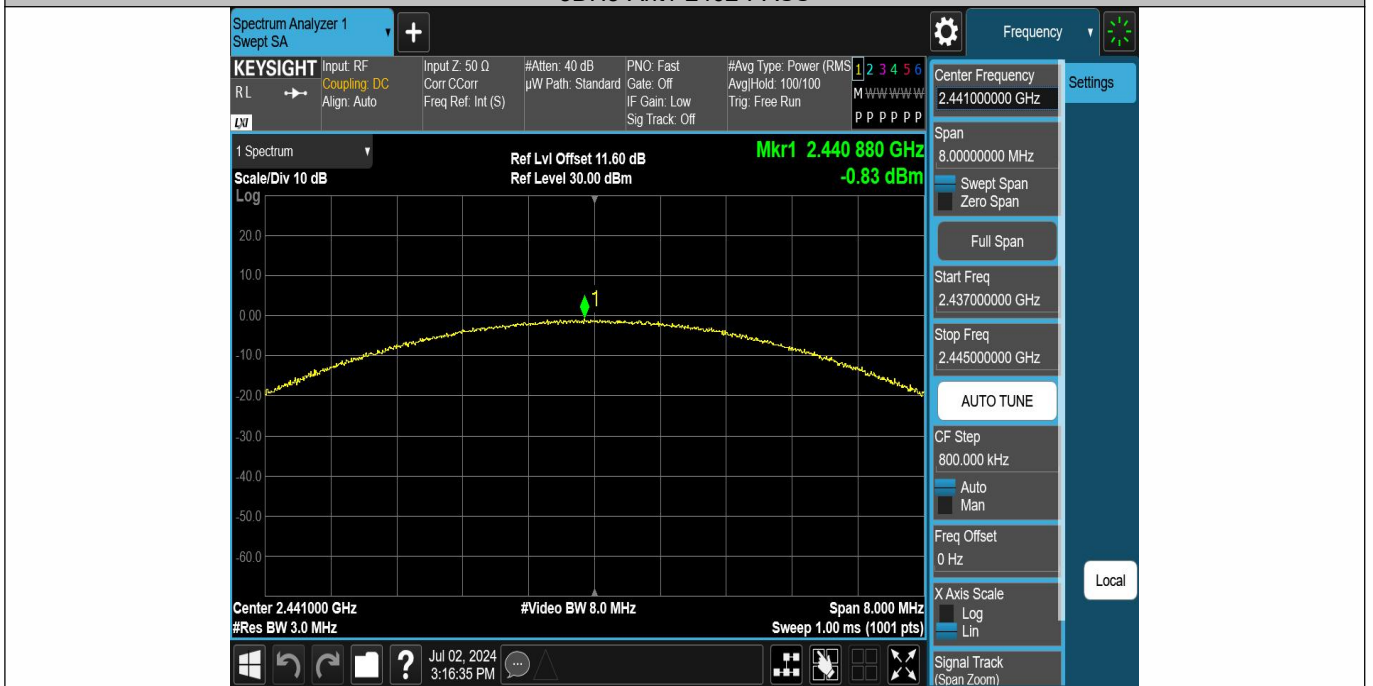 Spectrum Analyzer 1
Swept SA
Frequency
KEYSIGHT
RL
LXI
Input: RF
Coupling: DC
Align: Auto
Input Z: 50 Ω
Corr CCorr
Freq Ref: Int (S)
#Atten: 40 dB
µW Path: Standard
PNO: Fast
Gate: Off
IF Gain: Low
Sig Track: Off
#Avg Type: Power (RMS
Avg|Hold: 100/100
Trig: Free Run
1 2 3 4 5 6
M W W W W W
P P P P P P
1 Spectrum
Scale/Div 10 dB
Ref Lvl Offset 11.60 dB
Ref Level 30.00 dBm
Mkr1 2.440 880 GHz
-0.83 dBm
Log
20.0
10.0
0.00
-10.0
-20.0
-30.0
-40.0
-50.0
-60.0
1
Center 2.441000 GHz
#Res BW 3.0 MHz
#Video BW 8.0 MHz
Span 8.000 MHz
Sweep 1.00 ms (1001 pts)
Center Frequency
2.441000000 GHz
Settings
Span
8.00000000 MHz
Swept Span
Zero Span
Full Span
Start Freq
2.437000000 GHz
Stop Freq
2.445000000 GHz
AUTO TUNE
CF Step
800.000 kHz
Auto
Man
Freq Offset
0 Hz
Local
X Axis Scale
Log
Lin
Signal Track
(Span Zoom)
?
Jul 02, 2024
3:16:35 PM